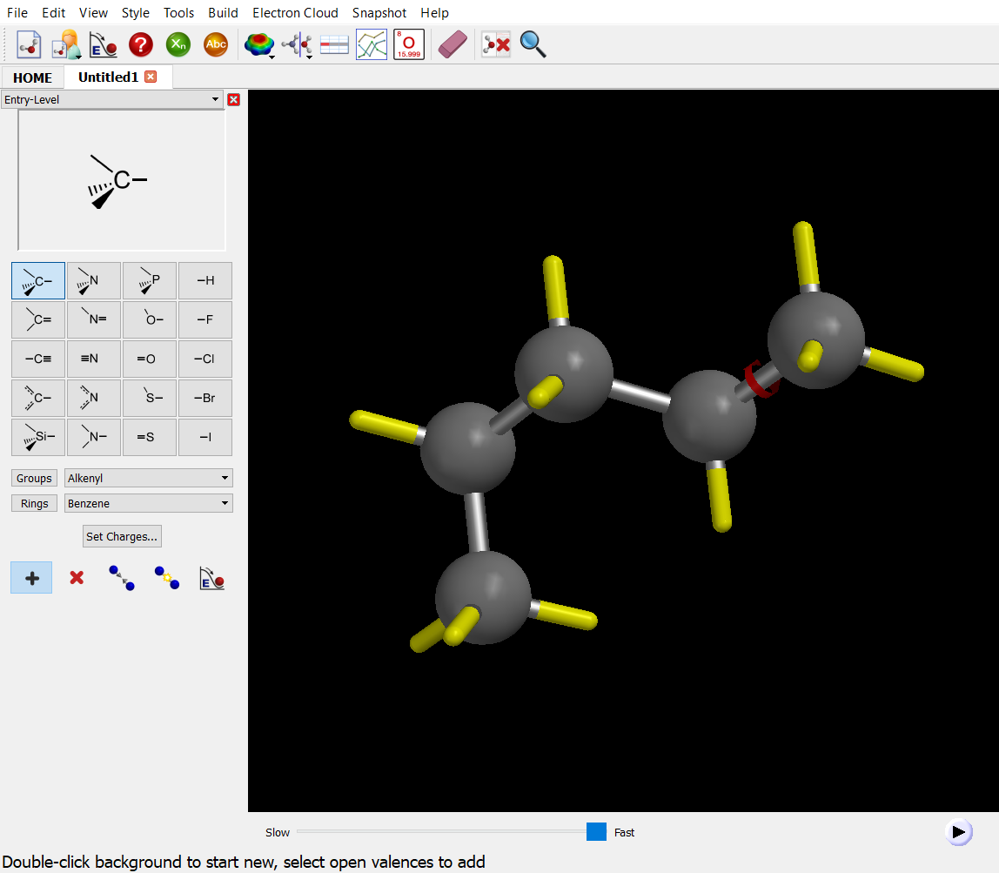 File Edit View Style Tools Build Electron Cloud Snapshot Help
E ? Xn Abc 8 O 15.999
HOME Untitled1
Entry-Level
C
C N P -H
C= N= O- -F
-C≡ ≡N =O -Cl
C- N S- -Br
Si- N- =S -I
Groups Alkenyl
Rings Benzene
Set Charges...
E
Slow Fast
Double-click background to start new, select open valences to add